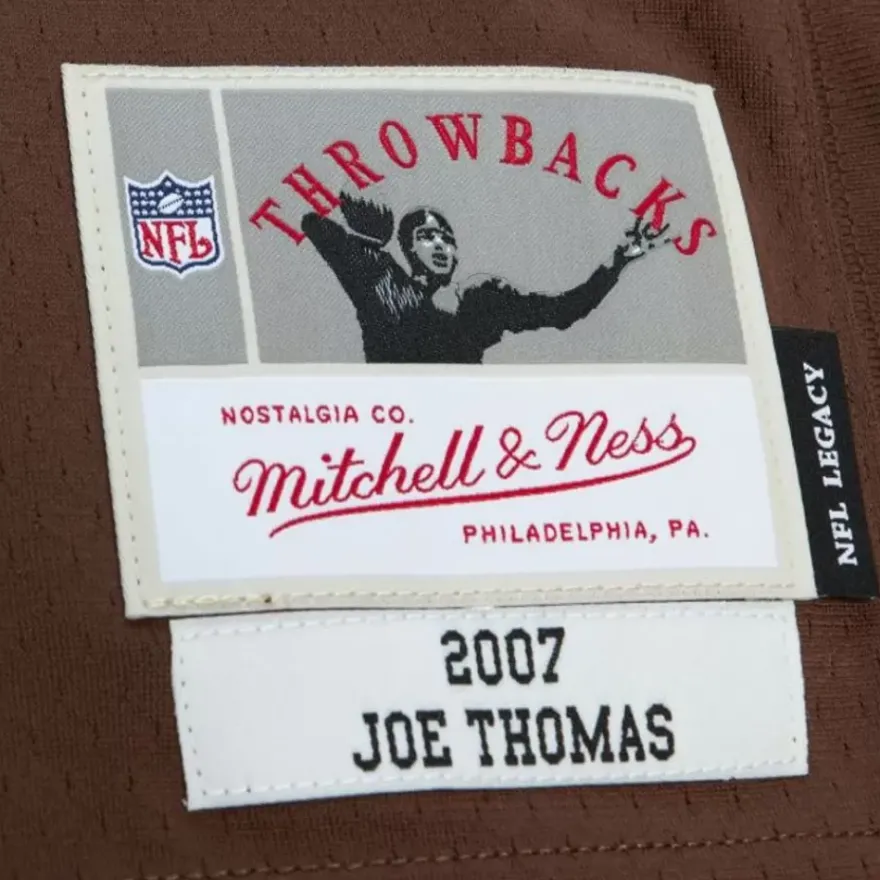 THROWBACKS
NFL
NOSTALGIA CO.
Mitchell & Ness
PHILADELPHIA, PA.
NFL LEGACY
2007
JOE THOMAS